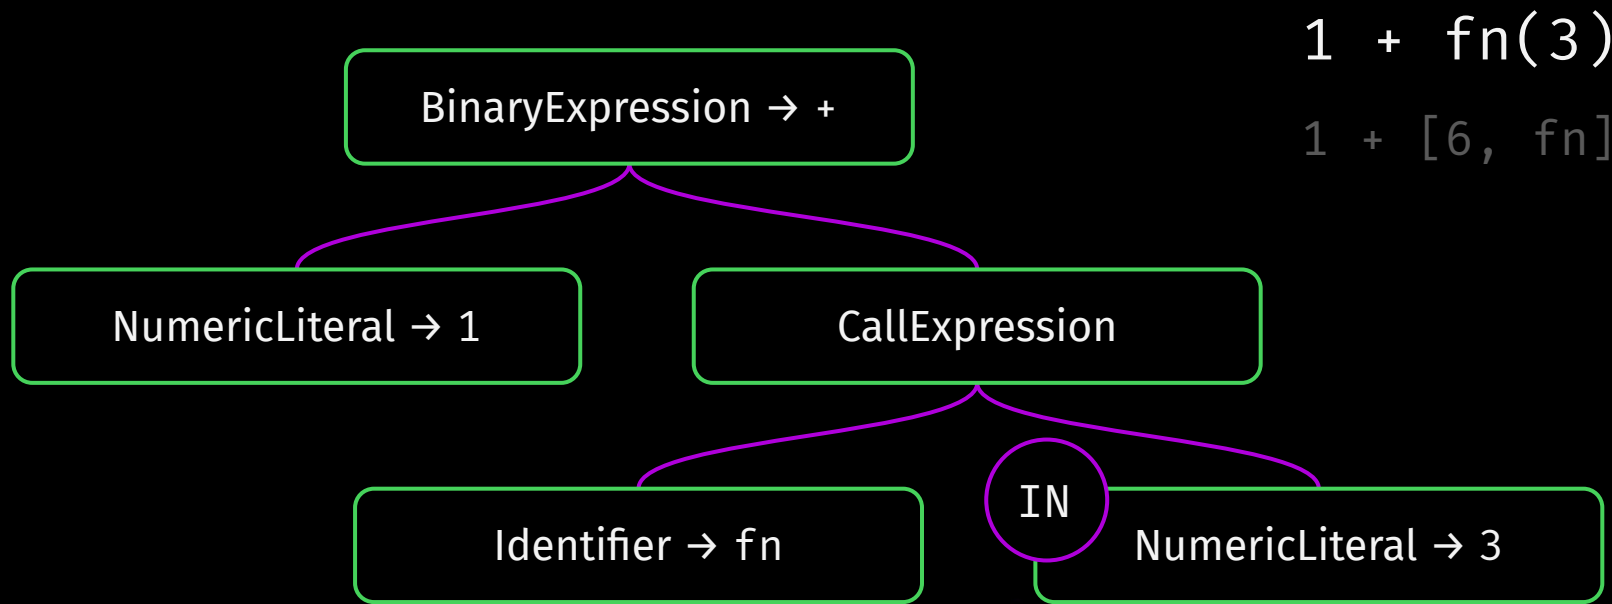 1 + fn(3)
1 + [6, fn]
BinaryExpression → +
NumericLiteral → 1
CallExpression
IN
Identifier → fn
NumericLiteral → 3